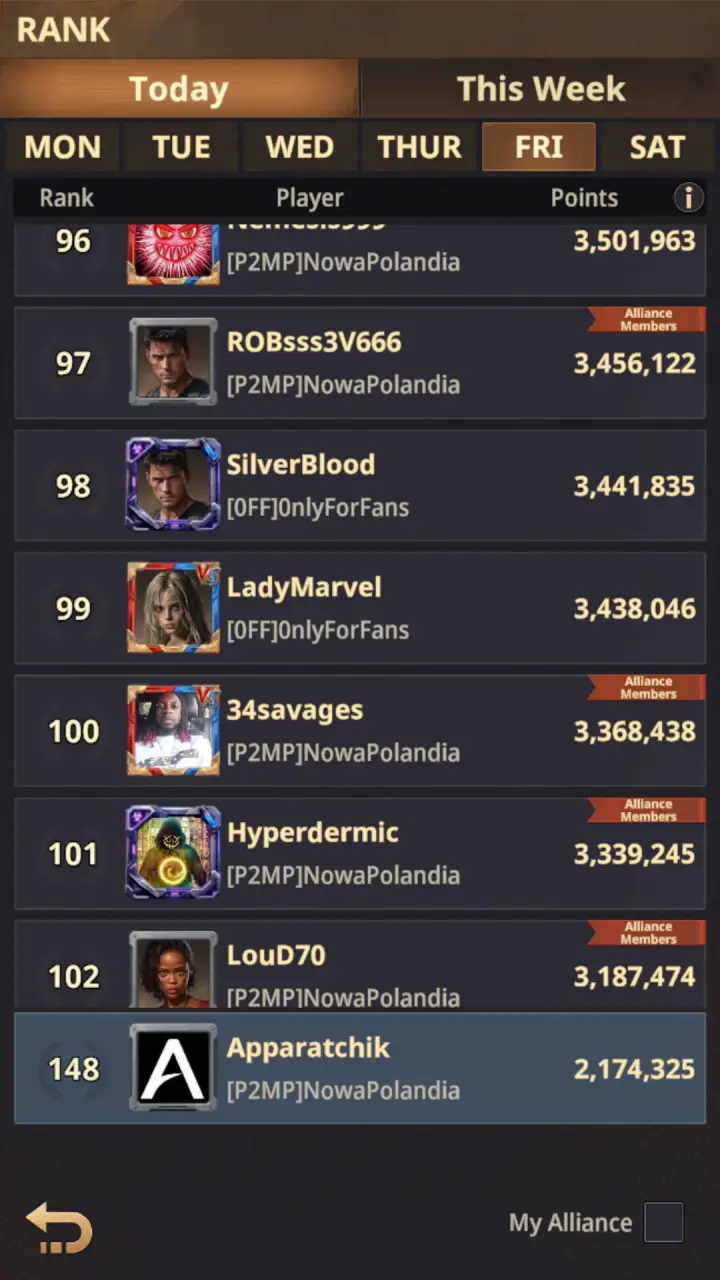 RANK
Today
This Week
MON
TUE
WED
THUR
FRI
SAT
Rank
Player
Points
96
[P2MP]NowaPolandia
3,501,963
Alliance
Members
97
ROBsss3V666
[P2MP]NowaPolandia
3,456,122
98
SilverBlood
[0FF]0nlyForFans
3,441,835
99
LadyMarvel
[0FF]0nlyForFans
3,438,046
Alliance
Members
100
34savages
[P2MP]NowaPolandia
3,368,438
Alliance
Members
101
Hyperdermic
[P2MP]NowaPolandia
3,339,245
Alliance
Members
102
LouD70
[P2MP]NowaPolandia
3,187,474
148
Apparatchik
[P2MP]NowaPolandia
2,174,325
My Alliance